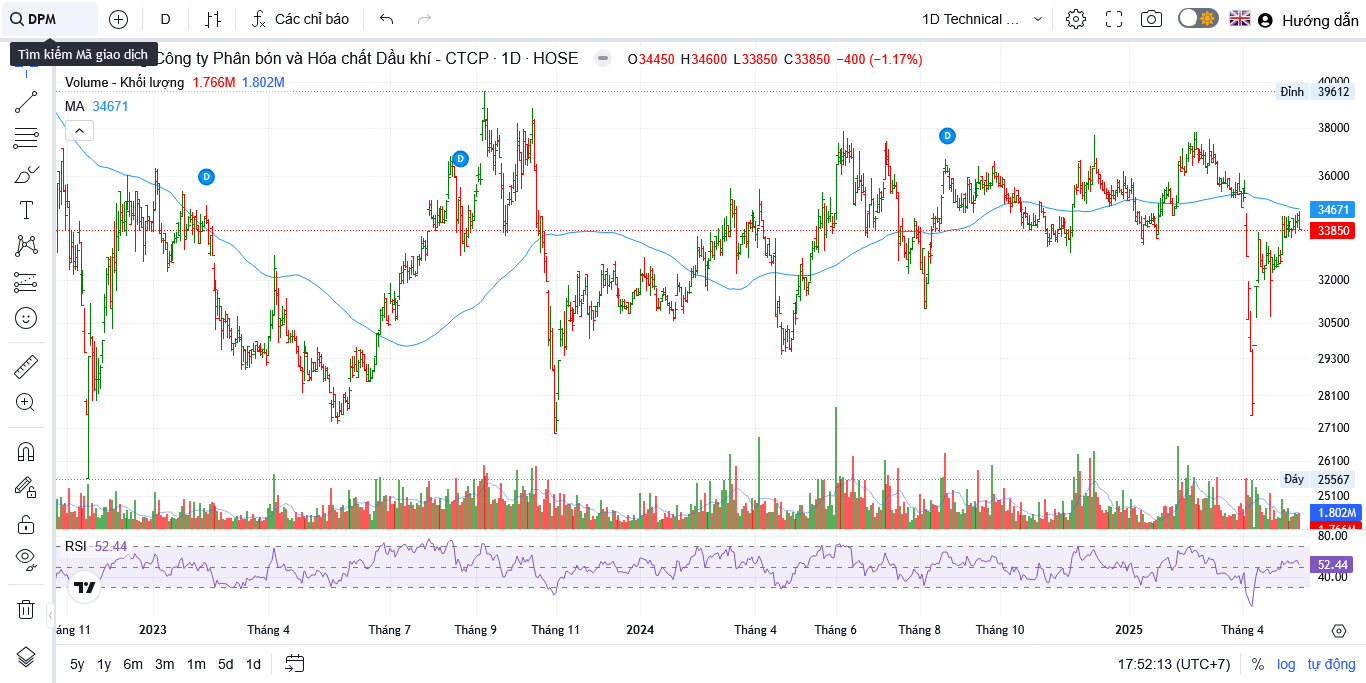 DPM
D
Các chỉ báo
1D Technical ...
Hướng dẫn
Tìm kiếm Mã giao dịch
Công ty Phân bón và Hóa chất Dầu khí - CTCP · 1D · HOSE
O34450 H34600 L33850 C33850 −400 (−1.17%)
Volume - Khối lượng 1.766M 1.802M
MA 34671
40000
Đỉnh 39612
38000
36000
34671
33850
32000
30500
29300
28100
27100
26100
Đáy 25567
25100
1.802M
1.766M
80.00
52.44
40.00
D
D
D
RSI 52.44
áng 11
2023
Tháng 4
Tháng 7
Tháng 9
Tháng 11
2024
Tháng 4
Tháng 6
Tháng 8
Tháng 10
2025
Tháng 4
5y 1y 6m 3m 1m 5d 1d
17:52:13 (UTC+7)
% log tự động